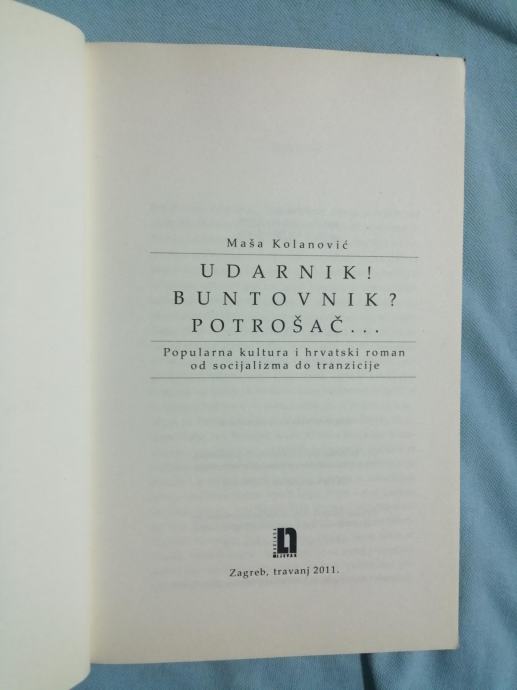 Maša Kolanović
UDARNIK!
BUNTOVNIK?
POTROŠAČ...
Popularna kultura i hrvatski roman
od socijalizma do tranzicije
Zagreb, travanj 2011.